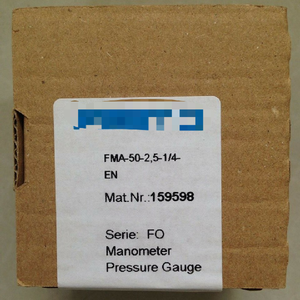 FMA-50-2,5-1/4-
EN
Mat.Nr.:159598
Serie: FO
Manometer
Pressure Gauge